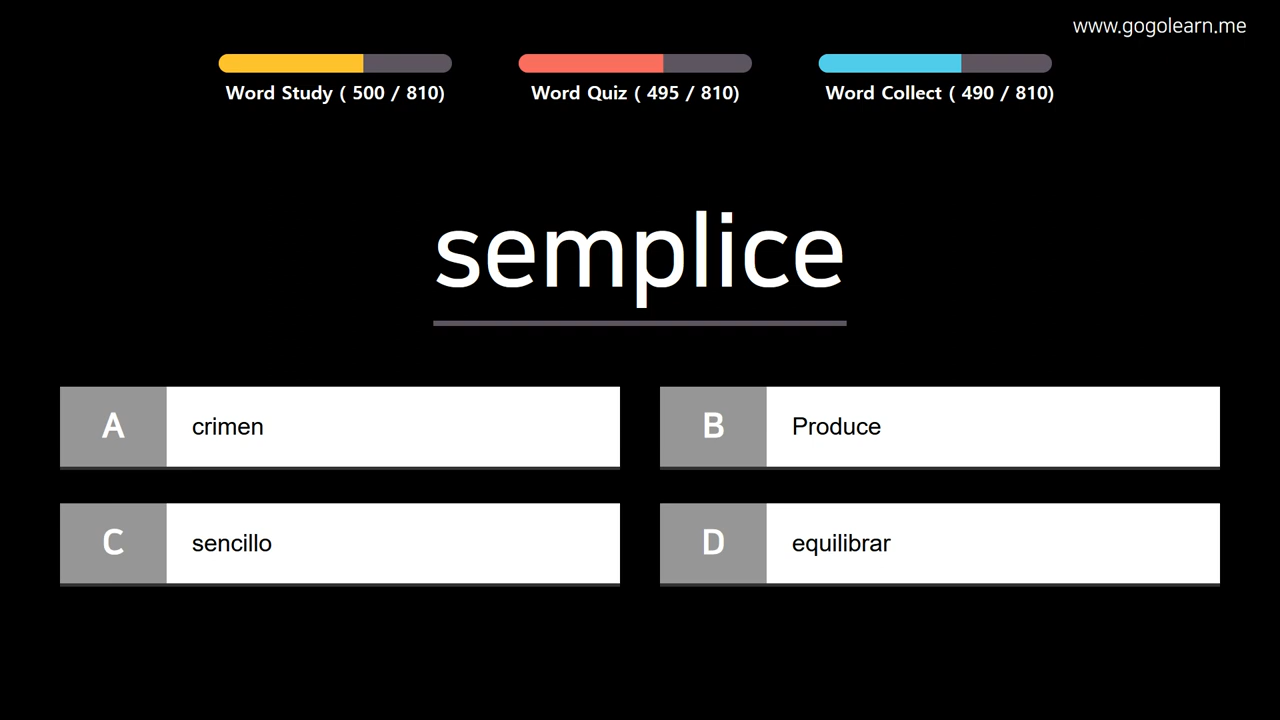 www.gogolearn.me
Word Study ( 500 / 810)
Word Quiz ( 495 / 810)
Word Collect ( 490 / 810)
semplice
A crimen
B Produce
C sencillo
D equilibrar